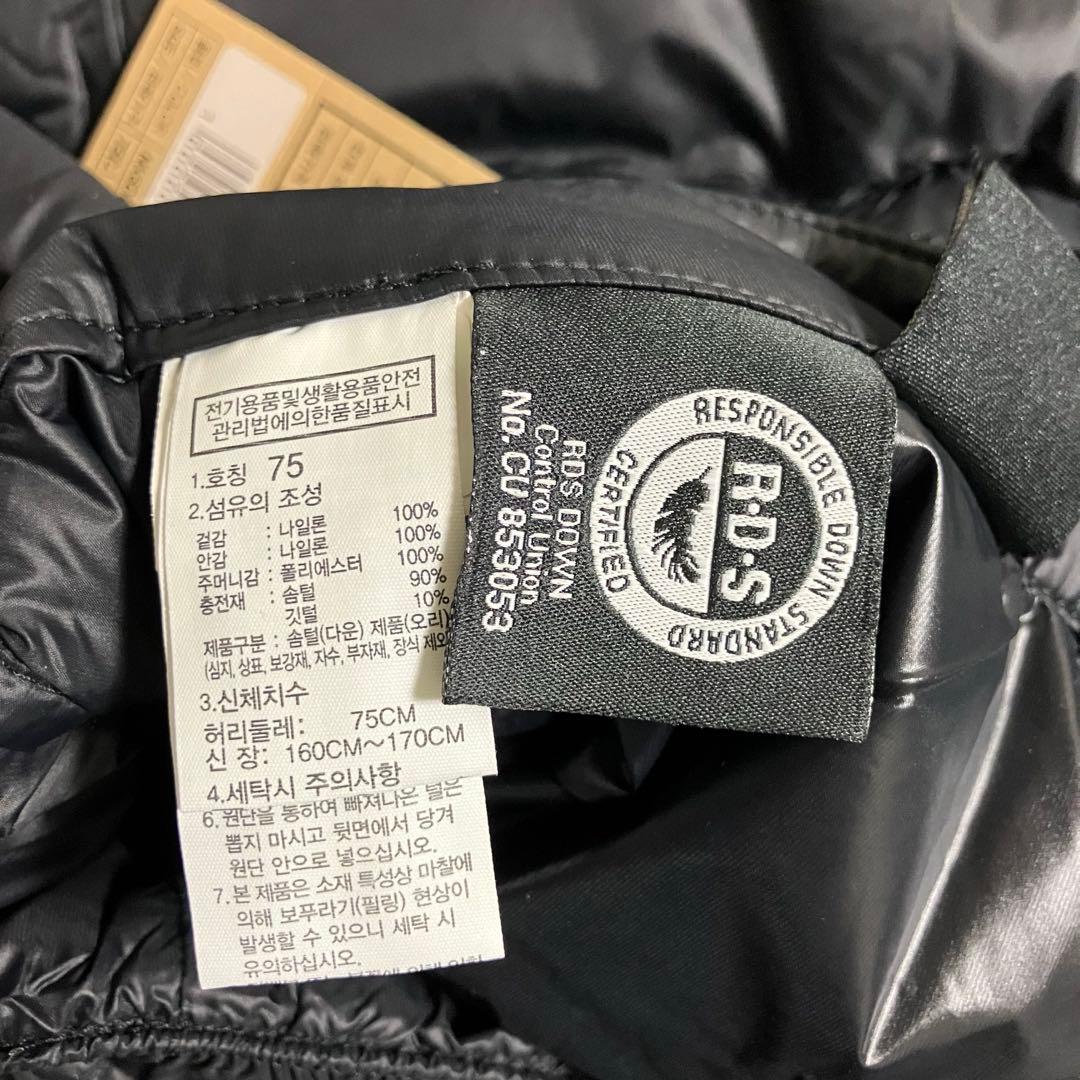 전기용품및생활용품안전
관리법에의한품질표시
1.호칭 75
2.섬유의 조성
겉감 : 나일론 100%
안감 : 나일론 100%
주머니감 : 폴리에스터 100%
충전재 : 솜털 90%
깃털 10%
제품구분 : 솜털(다운) 제품(오리)
(심지, 상표, 보강재, 자수, 부자재, 장식 제외
3.신체치수
허리둘레: 75CM
신 장: 160CM~170CM
4.세탁시 주의사항
6.원단을 통하여 빠져나온 털은
뽑지 마시고 뒷면에서 당겨
원단 안으로 넣으십시오.
7.본 제품은 소재 특성상 마찰에
의해 보푸라기(필링) 현상이
발생할 수 있으니 세탁 시
유의하십시오.
RESPONSIBLE DOWN STANDARD
R·D·S
CERTIFIED
RDS DOWN
Control Union
No. CU 853053